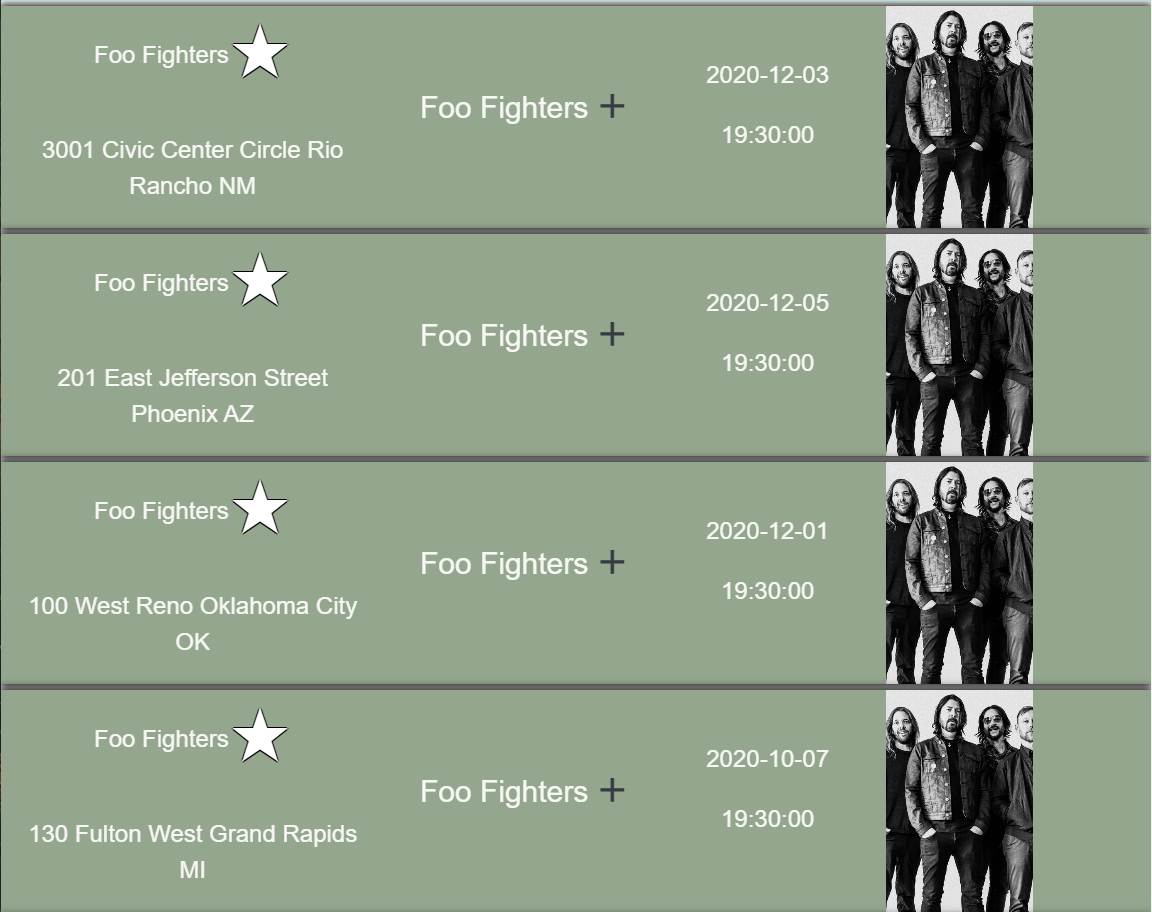 Foo Fighters
3001 Civic Center Circle Rio
Rancho NM
Foo Fighters +
2020-12-03
19:30:00
Foo Fighters
201 East Jefferson Street
Phoenix AZ
Foo Fighters +
2020-12-05
19:30:00
Foo Fighters
100 West Reno Oklahoma City
OK
Foo Fighters +
2020-12-01
19:30:00
Foo Fighters
130 Fulton West Grand Rapids
MI
Foo Fighters +
2020-10-07
19:30:00